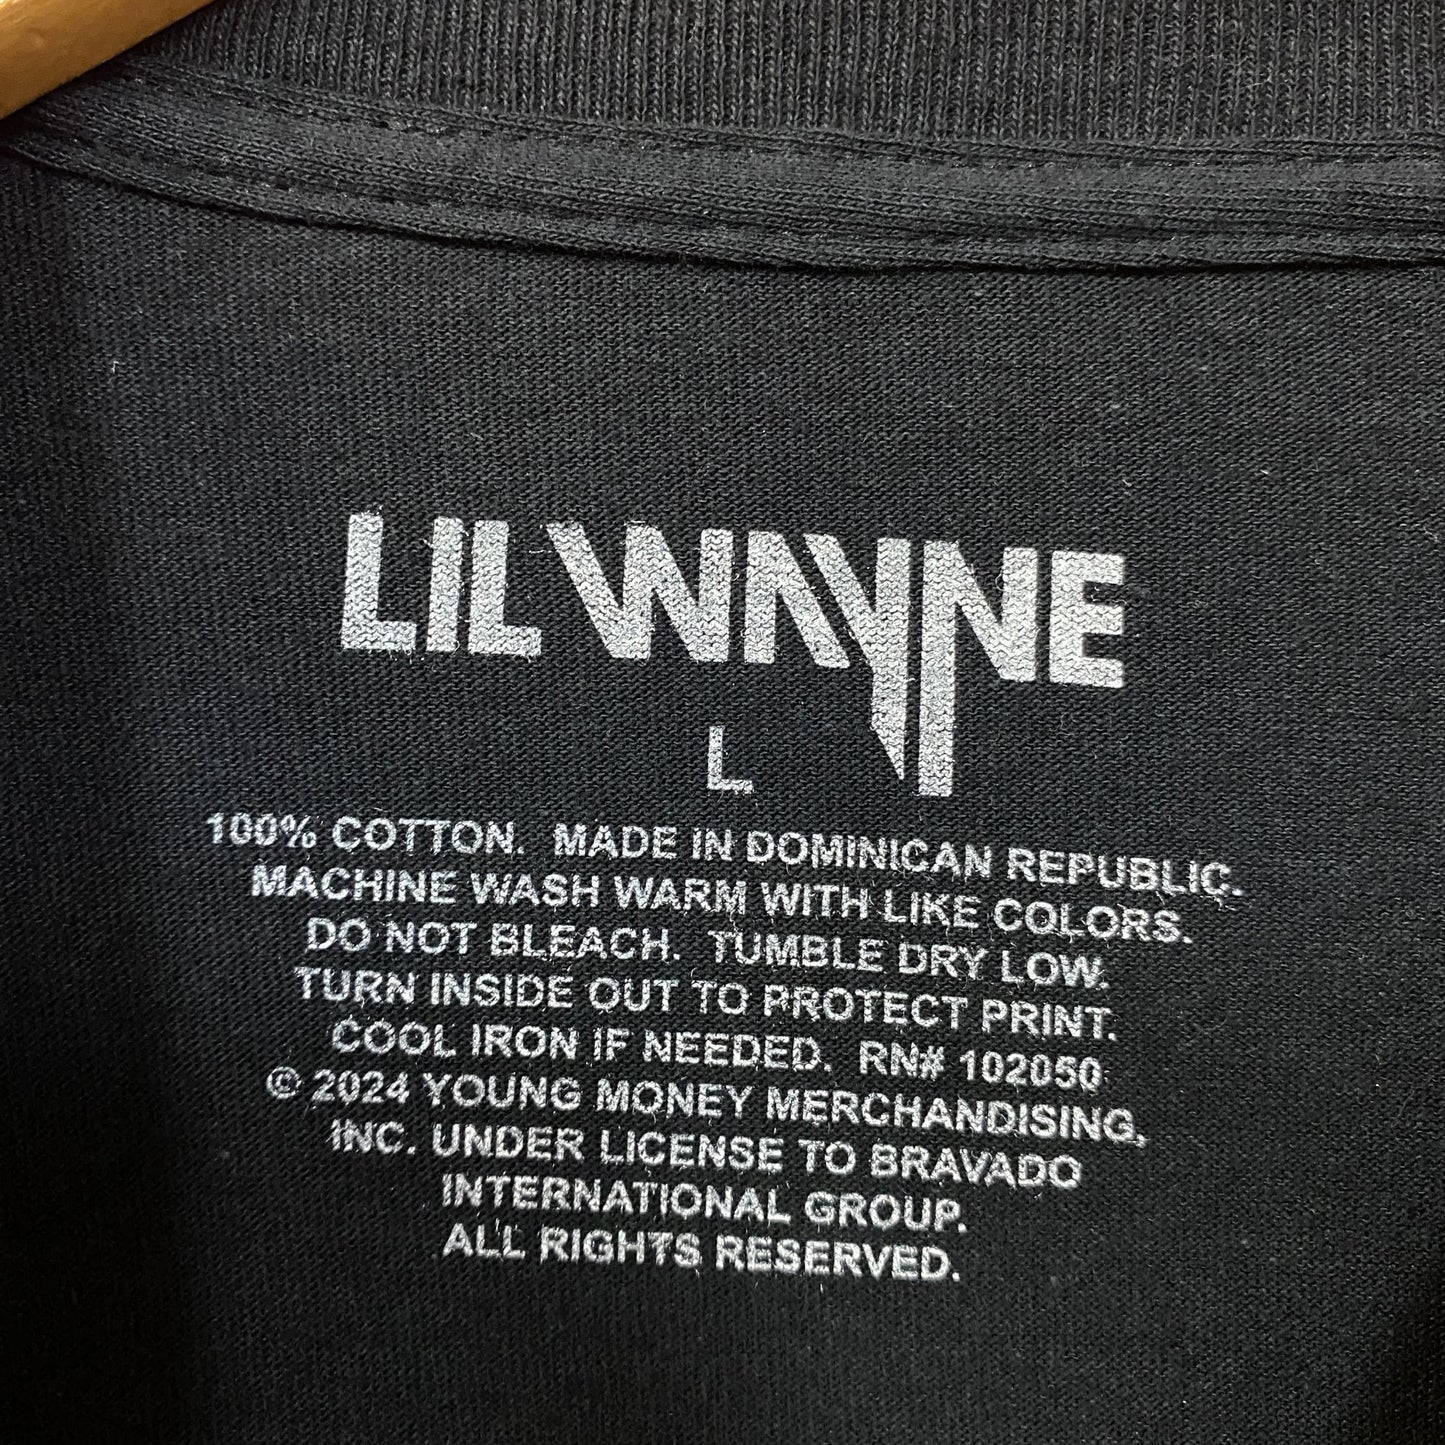 LIL WAYNE
L
100% COTTON. MADE IN DOMINICAN REPUBLIC.
MACHINE WASH WARM WITH LIKE COLORS.
DO NOT BLEACH. TUMBLE DRY LOW.
TURN INSIDE OUT TO PROTECT PRINT.
COOL IRON IF NEEDED. RN# 102050
© 2024 YOUNG MONEY MERCHANDISING,
INC. UNDER LICENSE TO BRAVADO
INTERNATIONAL GROUP.
ALL RIGHTS RESERVED.